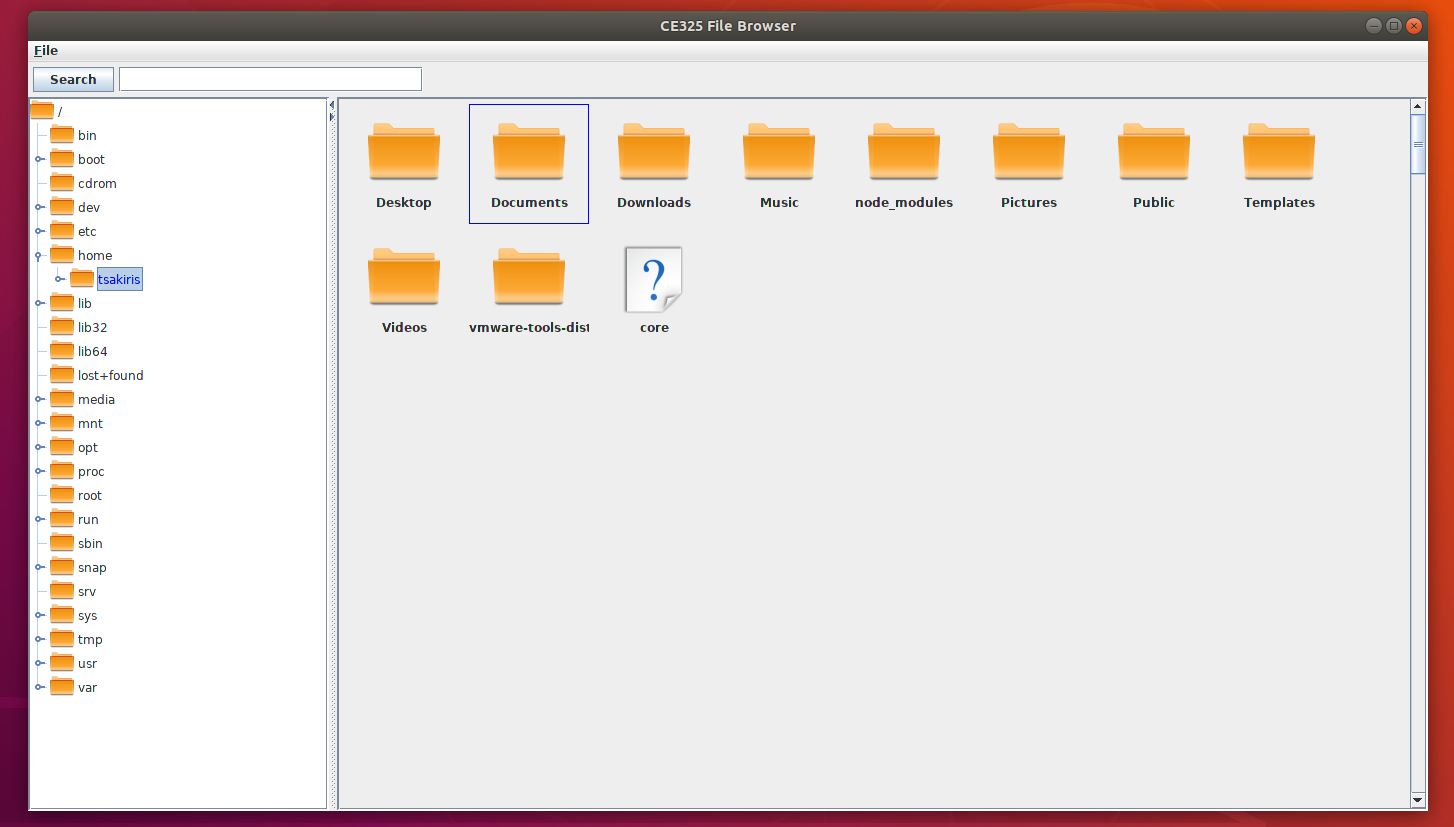 CE325 File Browser
File
Search
/
bin
boot
cdrom
dev
etc
home
tsakiris
lib
lib32
lib64
lost+found
media
mnt
opt
proc
root
run
sbin
snap
srv
sys
tmp
usr
var
Desktop Documents Downloads Music node_modules Pictures Public Templates
Videos vmware-tools-dist core